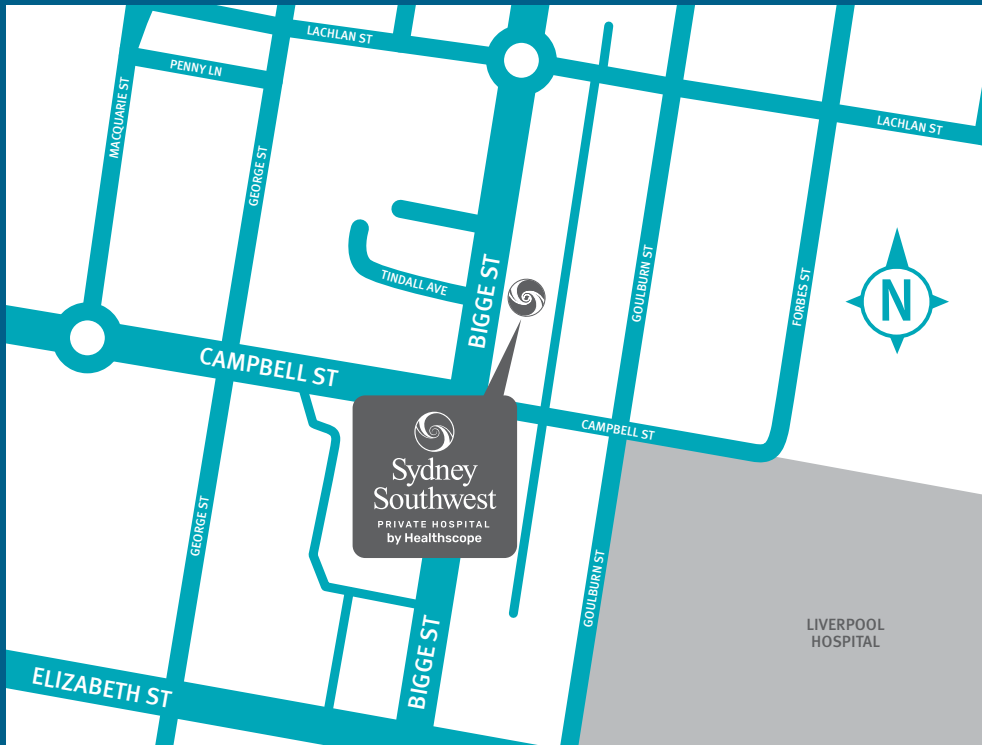 LACHLAN ST
PENNY LN
MACQUARIE ST
LACHLAN ST
GEORGE ST
TINDALL AVE
BIGGE ST
GOULBURN ST
FORBES ST
N
CAMPBELL ST
CAMPBELL ST
Sydney
Southwest
PRIVATE HOSPITAL
by Healthscope
GEORGE ST
GOULBURN ST
LIVERPOOL
HOSPITAL
BIGGE ST
ELIZABETH ST